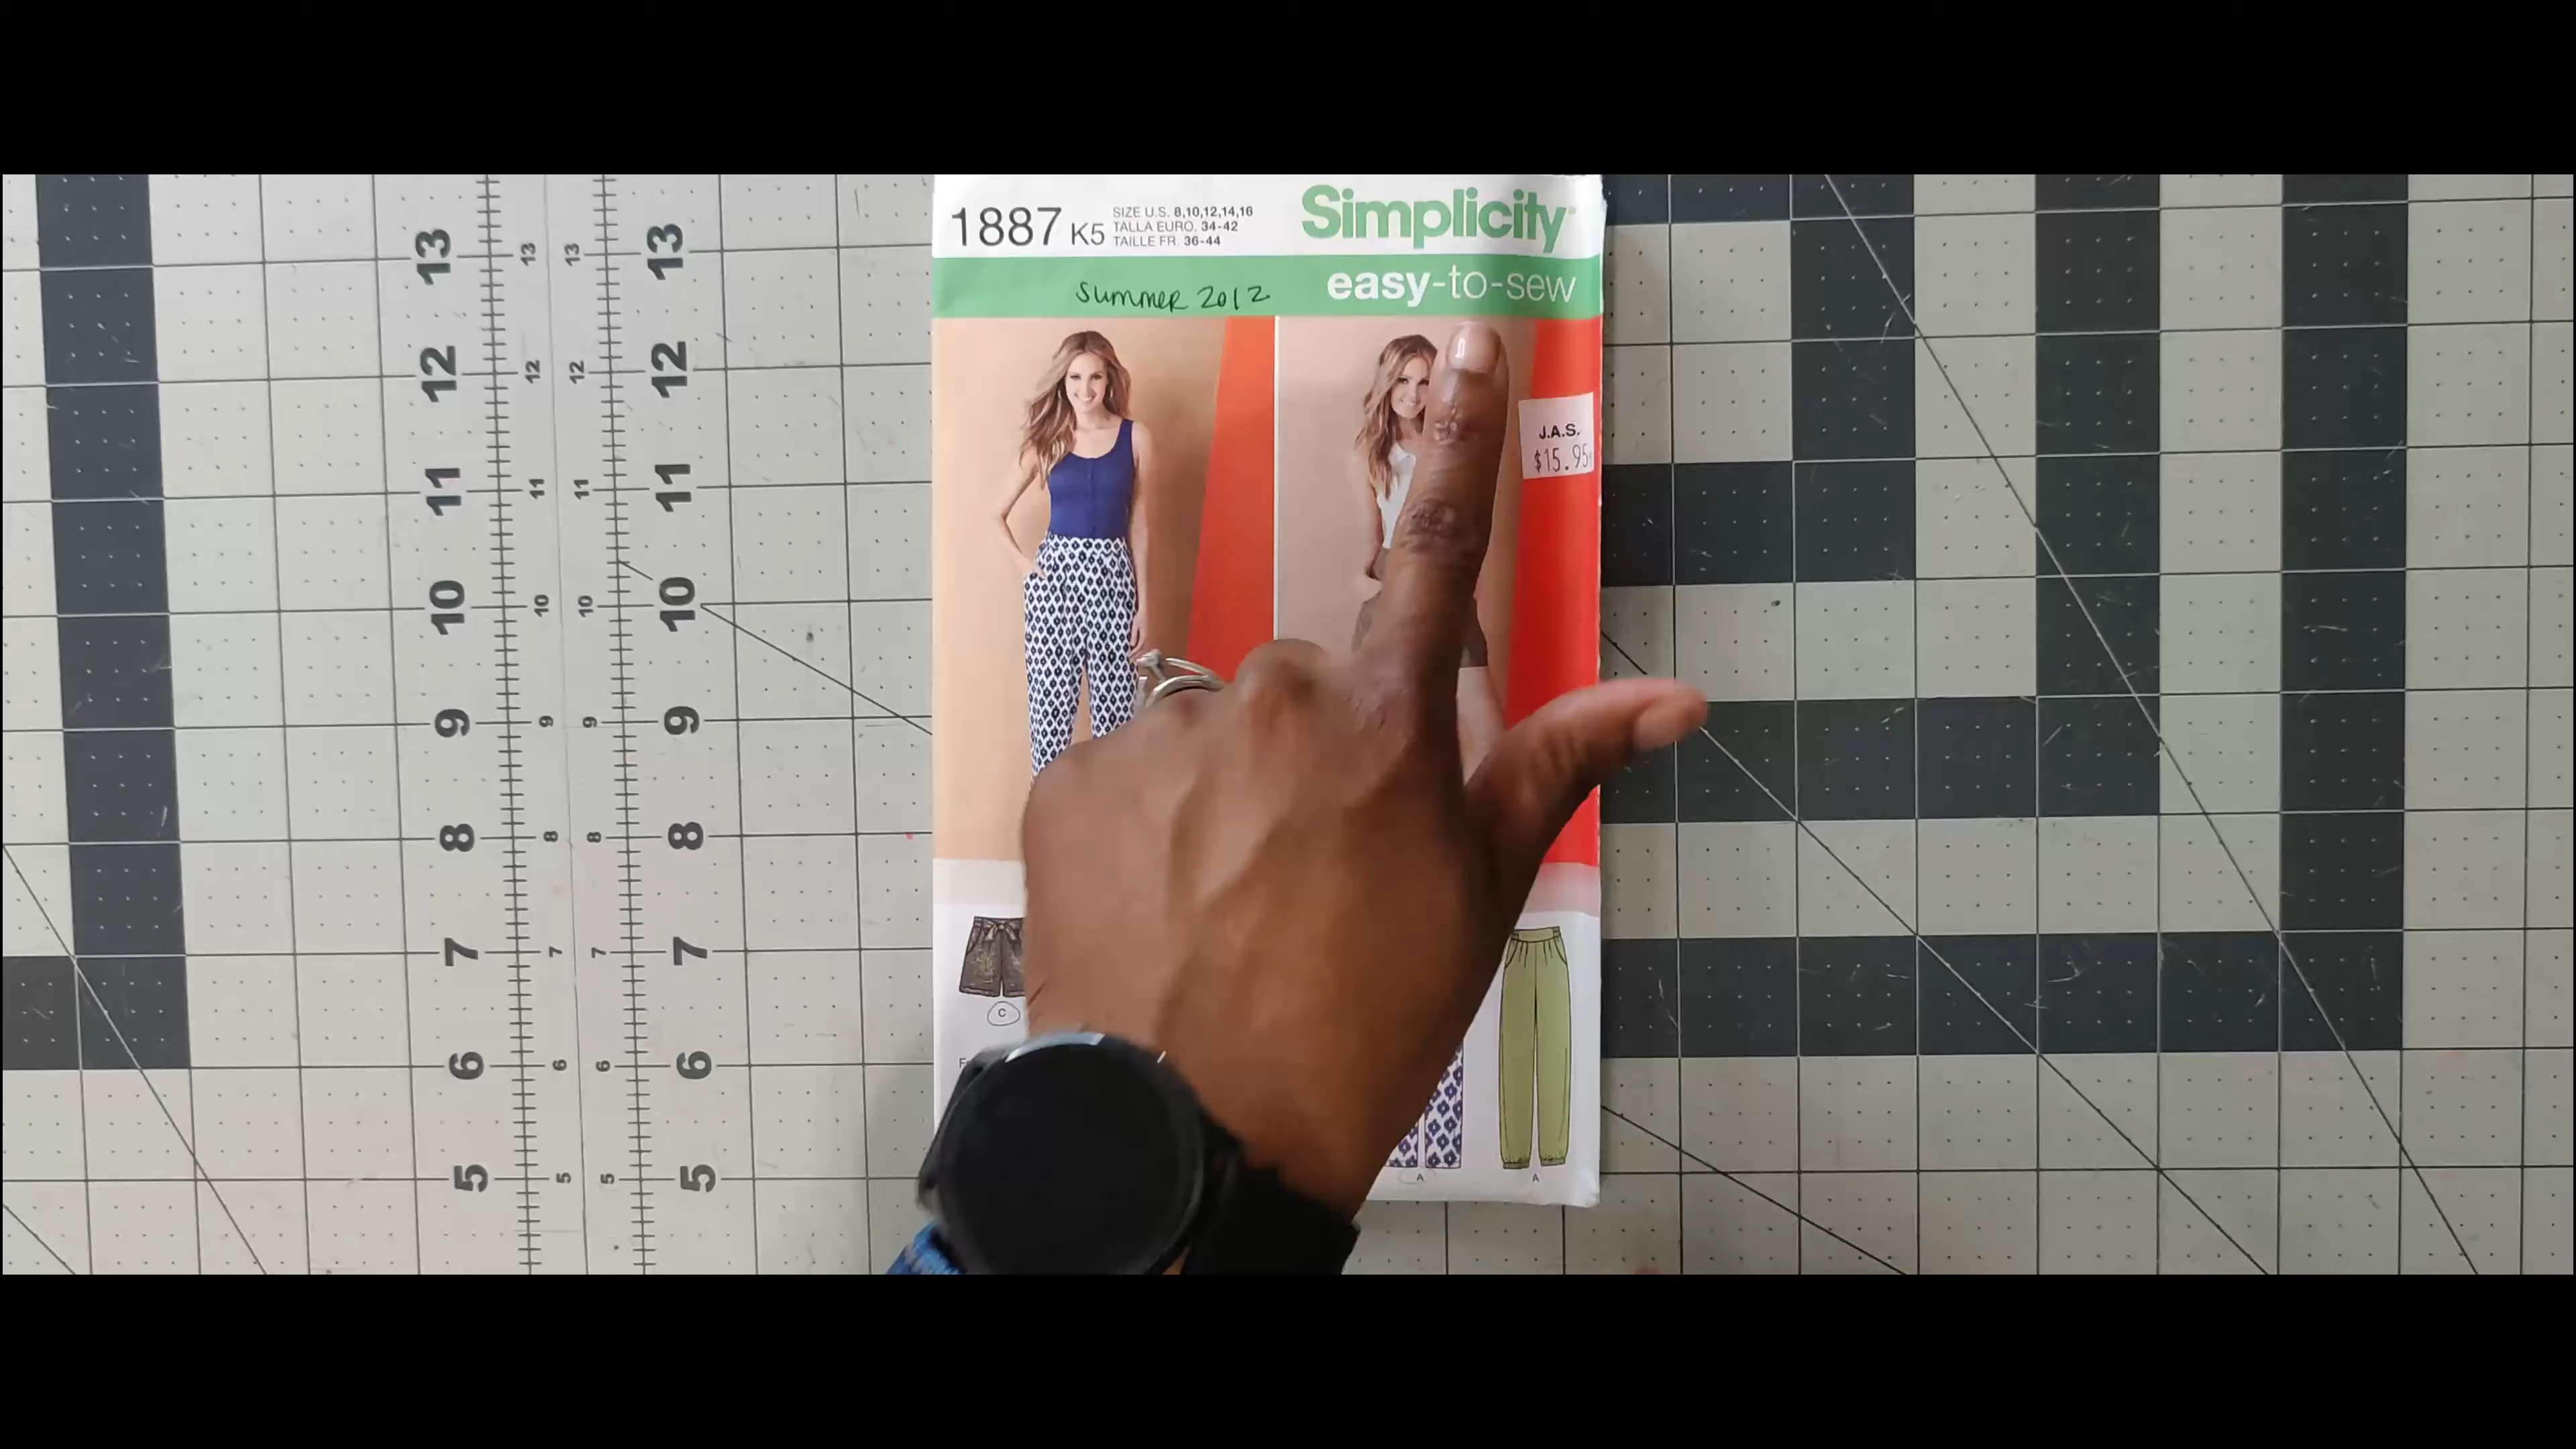 1887 K5
SIZE U.S. 8,10,12,14,16
TALLA EURO. 34-42
TAILLE FR. 36-44
Simplicity
easy-to-sew
summer 2012
J.A.S.
$15.95
C
A
A
13 13 13 13
12 12 12 12
11 11 11 11
10 10 10 10
9 9 9 9
8 8 8 8
7 7 7 7
6 6 6 6
5 5 5 5